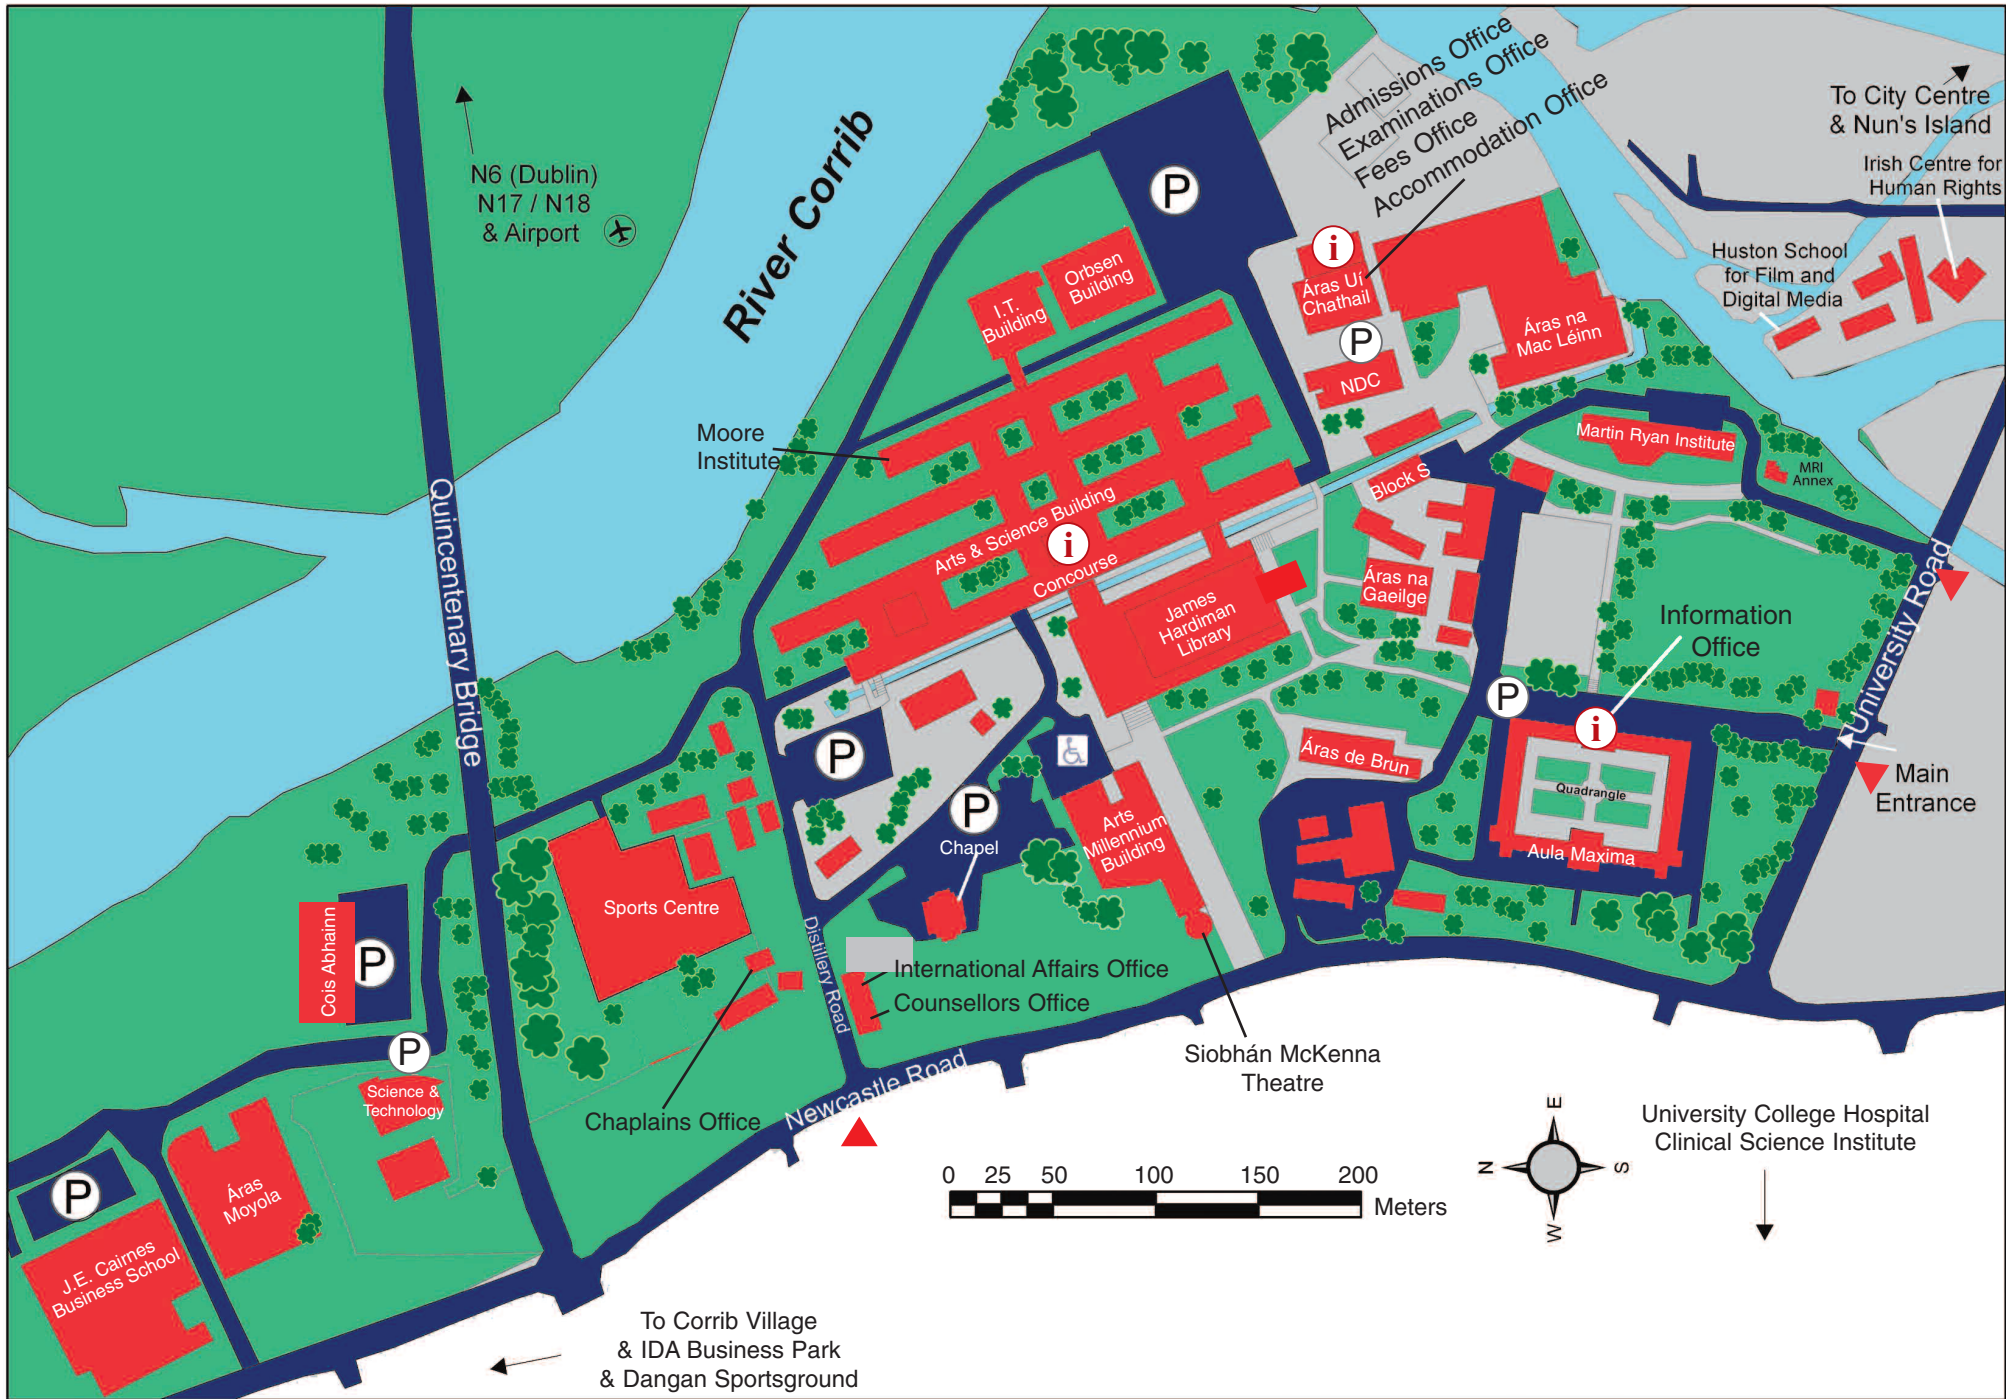 Admissions Office
Examinations Office
Fees Office
Accommodation Office
To City Centre
& Nun's Island
Irish Centre for
Human Rights
Huston School
for Film and
Digital Media
N6 (Dublin)
N17 / N18
& Airport
River Corrib
P
i
Áras Uí
Chathail
P
NDC
Áras na
Mac Léinn
Orbsen
Building
I.T.
Building
Moore
Institute
Arts & Science Building
i
Concourse
Block S
Martin Ryan Institute
MRI
Annex
Quincentenary Bridge
James
Hardiman
Library
Áras na
Gaeilge
University Road
Information
Office
P
i
Áras de Brun
Quadrangle
Aula Maxima
Main
Entrance
P
P
Chapel
Arts
Millennium
Building
Sports Centre
Distillery Road
International Affairs Office
Counsellors Office
Siobhán McKenna
Theatre
Cois Abhainn
P
P
Science &
Technology
Chaplains Office
Newcastle Road
Áras
Moyola
P
J.E. Cairnes
Business School
0 25 50 100 150 200
Meters
E
N
S
W
University College Hospital
Clinical Science Institute
To Corrib Village
& IDA Business Park
& Dangan Sportsground